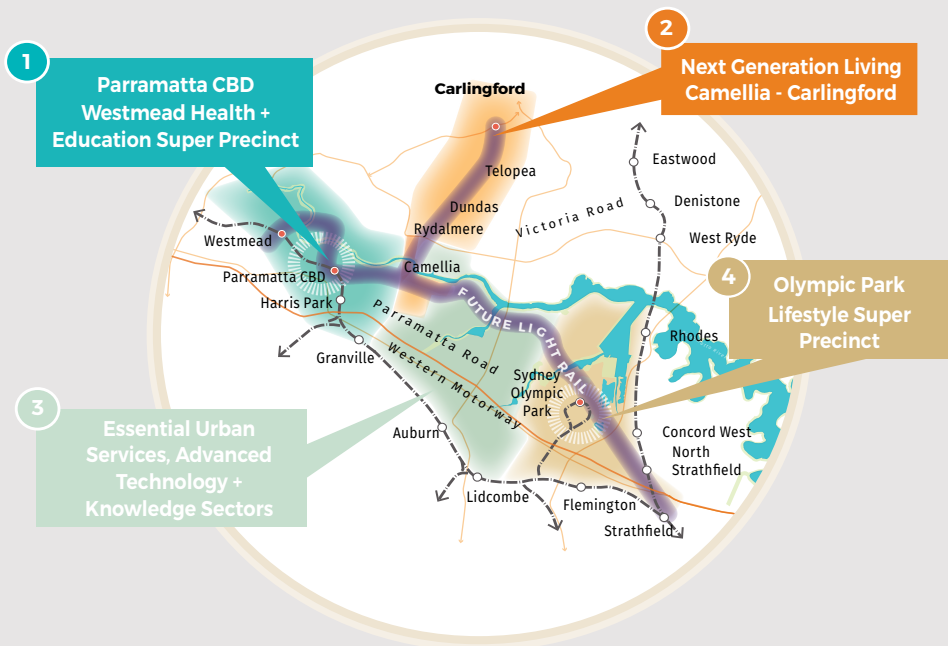 1
Parramatta CBD
Westmead Health +
Education Super Precinct
2
Next Generation Living
Camellia - Carlingford
Carlingford
Telopea
Dundas
Rydalmere
Camellia
Victoria Road
Eastwood
Denistone
West Ryde
Westmead
Parramatta CBD
Harris Park
Granville
Parramatta Road
Western Motorway
FUTURE LIGHT RAIL
4
Olympic Park
Lifestyle Super
Precinct
Rhodes
Sydney
Olympic
Park
3
Essential Urban
Services, Advanced
Technology +
Knowledge Sectors
Auburn
Lidcombe
Flemington
Strathfield
Concord West
North
Strathfield